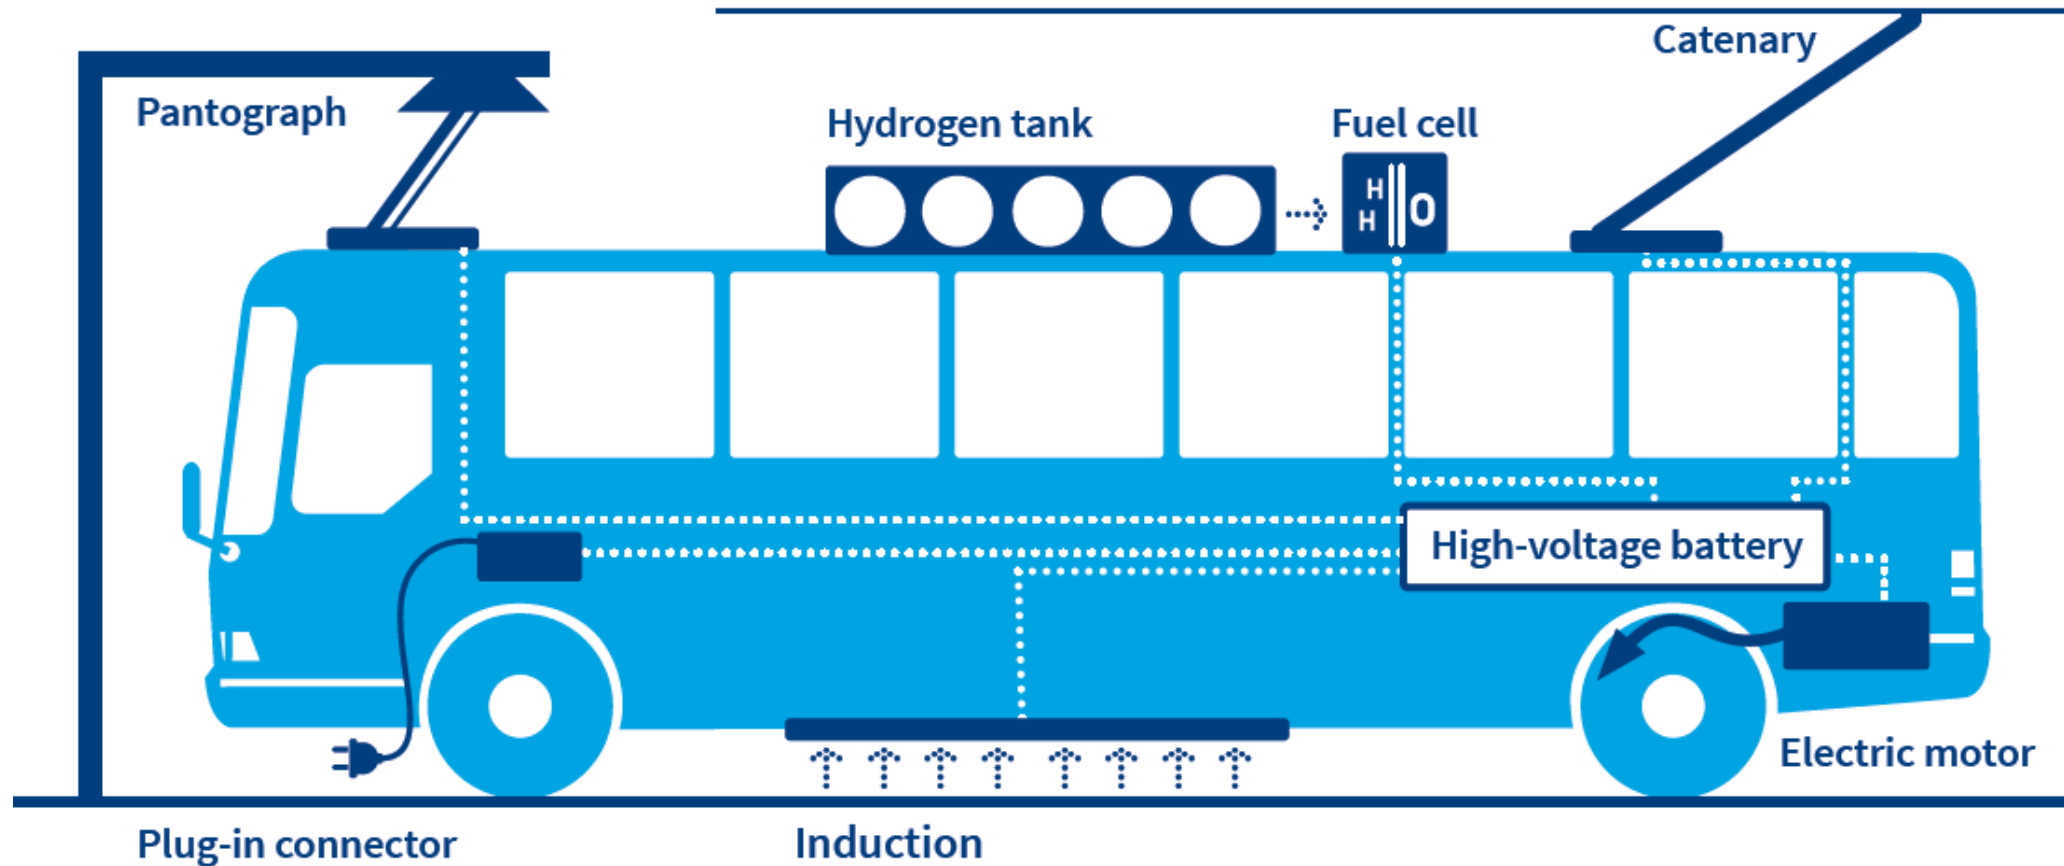 Catenary
Pantograph
Hydrogen tank
Fuel cell
H
H
O
High-voltage battery
Electric motor
Plug-in connector
Induction